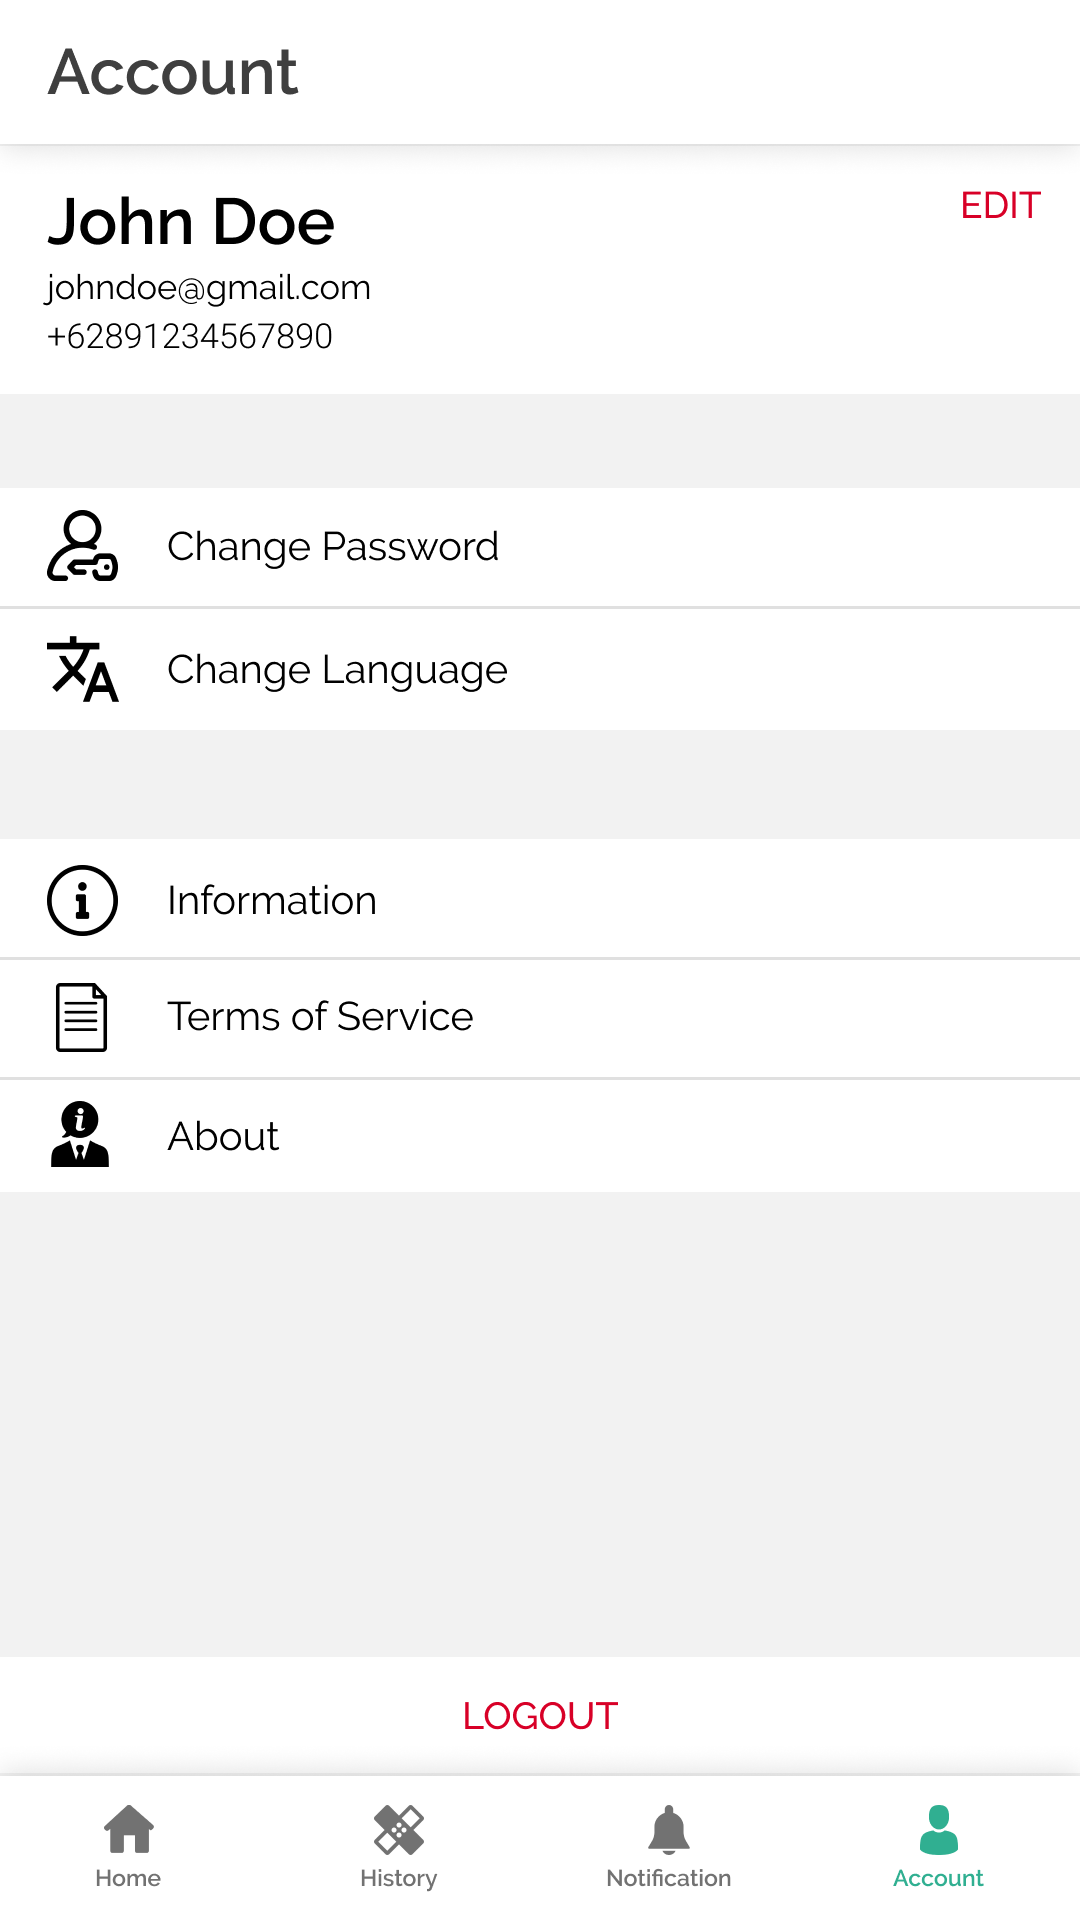 Account
John Doe
EDIT
johndoe@gmail.com
+62891234567890
Change Password
Change Language
Information
Terms of Service
About
LOGOUT
Home
History
Notification
Account